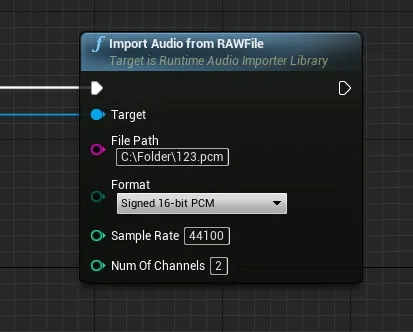 f Import Audio from RAWFile
Target is Runtime Audio Importer Library
Target
File Path
C:\Folder\123.pcm
Format
Signed 16-bit PCM
Sample Rate 44100
Num Of Channels 2